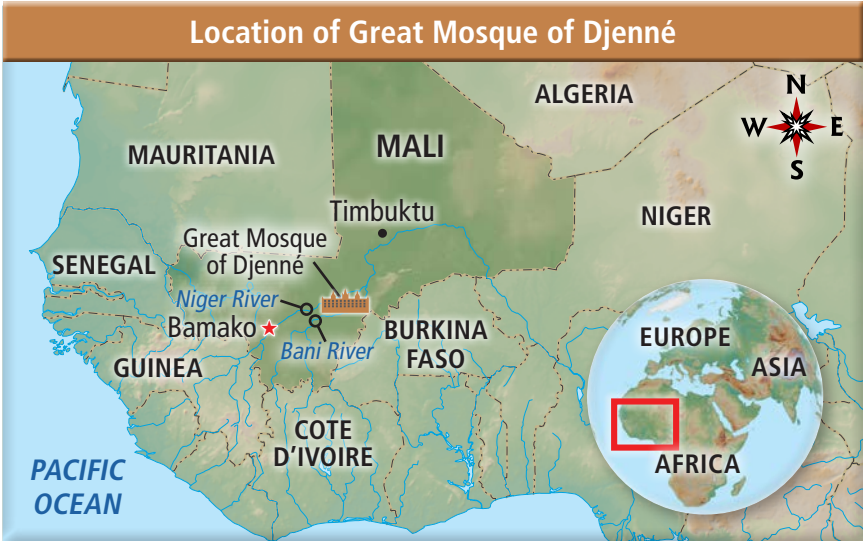 Location of Great Mosque of Djenné
N
W
E
S
ALGERIA
MAURITANIA
MALI
Timbuktu
NIGER
Great Mosque
of Djenné
SENEGAL
Niger River
Bamako
Bani River
BURKINA
FASO
GUINEA
COTE
D'IVOIRE
PACIFIC
OCEAN
EUROPE
ASIA
AFRICA